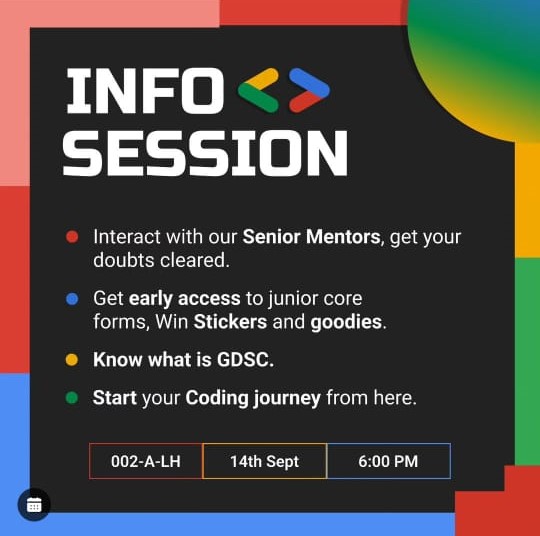 INFO
SESSION
Interact with our Senior Mentors, get your
doubts cleared.
Get early access to junior core
forms, Win Stickers and goodies.
Know what is GDSC.
Start your Coding journey from here.
002-A-LH 14th Sept 6:00 PM